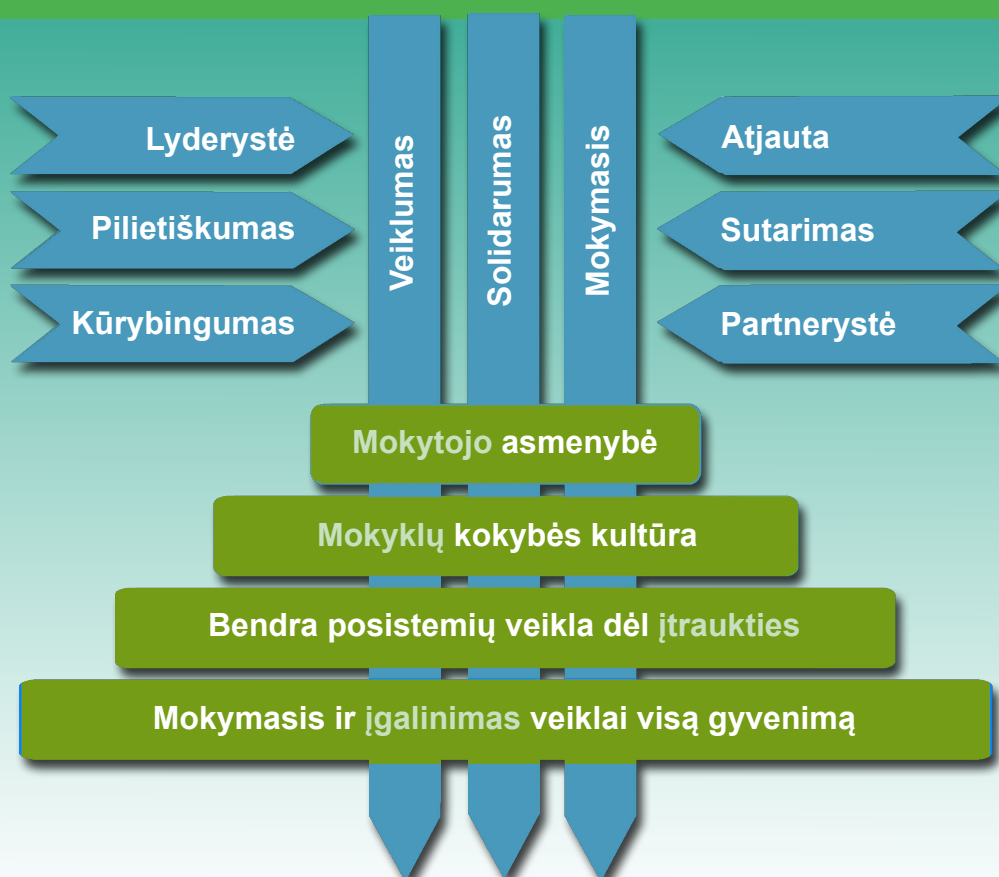 Lyderystė
Pilietiškumas
Kūrybingumas
Veiklumas
Solidarumas
Mokymasis
Atjauta
Sutarimas
Partnerystė
Mokytojo asmenybė
Mokyklų kokybės kultūra
Bendra posistemių veikla dėl įtraukties
Mokymasis ir įgalinimas veiklai visą gyvenimą